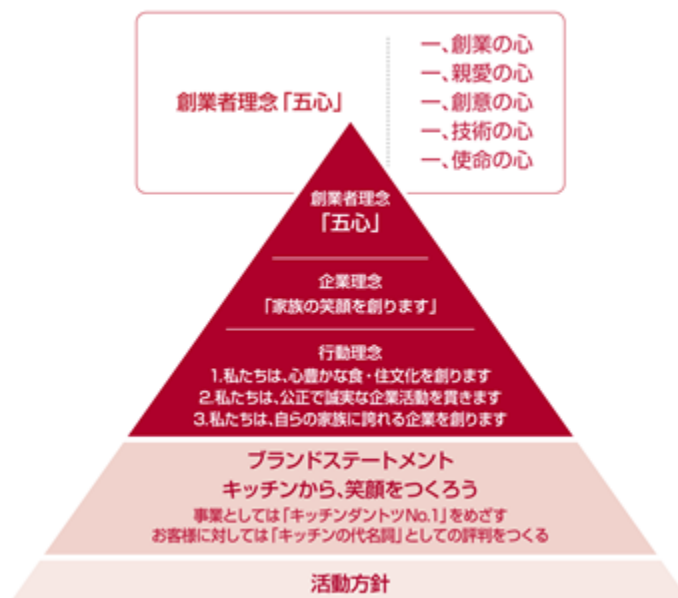 創業者理念「五心」
一、創業の心
一、親愛の心
一、創意の心
一、技術の心
一、使命の心
創業者理念
「五心」
企業理念
「家族の笑顔を創ります」
行動理念
1.私たちは、心豊かな食・住文化を創ります
2.私たちは、公正で誠実な企業活動を貫きます
3.私たちは、自らの家族に誇れる企業を創ります
ブランドステートメント
キッチンから、笑顔をつくろう
事業としては「キッチンダントツNo.1」をめざす
お客様に対しては「キッチンの代名詞」としての評判をつくる
活動方針